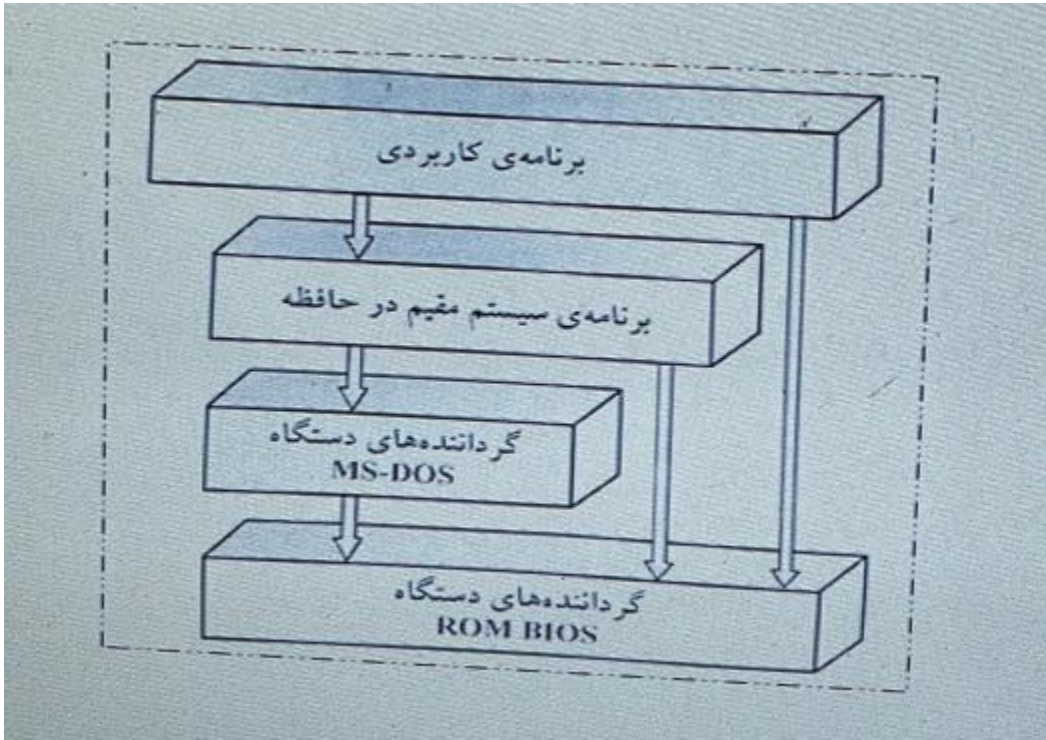 برنامه‌ی کاربردی
برنامه‌ی سیستم مقیم در حافظه
گرداننده‌های دستگاه
MS-DOS
گرداننده‌های دستگاه
ROM BIOS